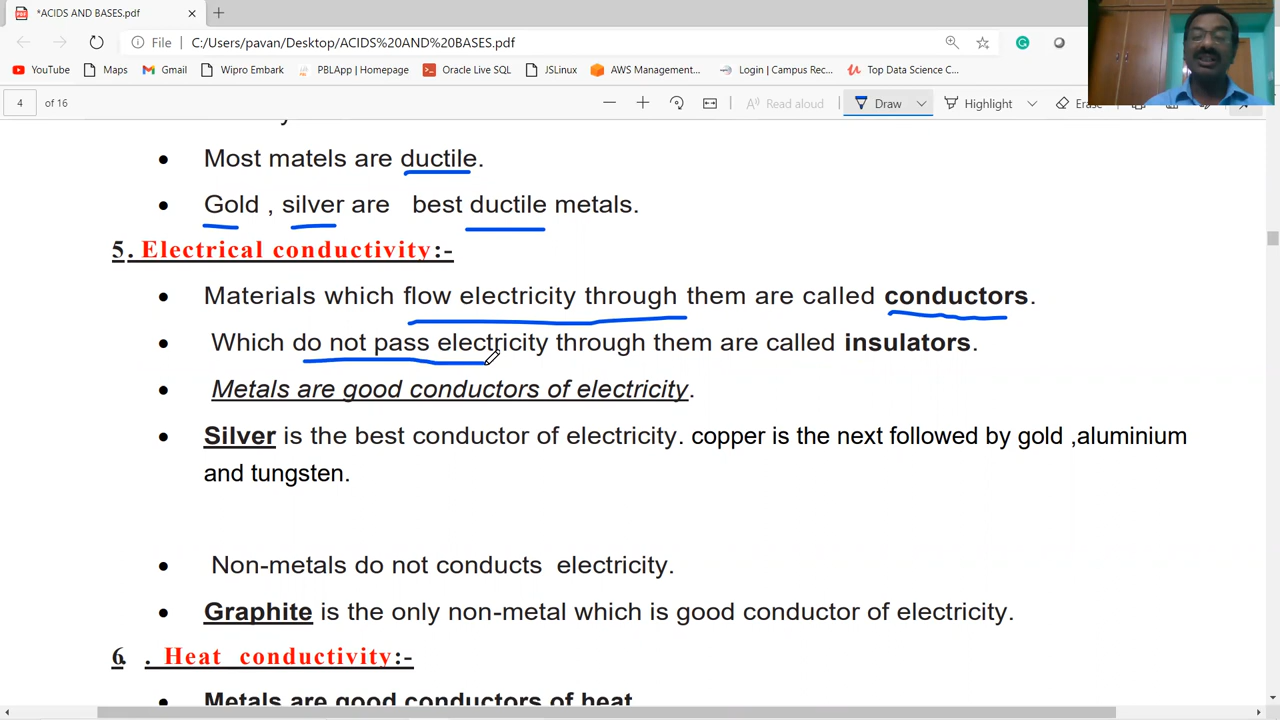 *ACIDS AND BASES.pdf
File C:/Users/pavan/Desktop/ACIDS%20AND%20BASES.pdf
YouTube Maps Gmail Wipro Embark PBLApp | Homepage Oracle Live SQL JSLinux AWS Management... Login | Campus Rec... Top Data Science C...
4 of 16 Read aloud Draw Highlight Erase
• Most matels are ductile.
• Gold , silver are best ductile metals.
5. Electrical conductivity:-
• Materials which flow electricity through them are called conductors.
• Which do not pass electricity through them are called insulators.
• Metals are good conductors of electricity.
• Silver is the best conductor of electricity. copper is the next followed by gold ,aluminium
and tungsten.
• Non-metals do not conducts electricity.
• Graphite is the only non-metal which is good conductor of electricity.
6. . Heat conductivity:-
• Metals are good conductors of heat